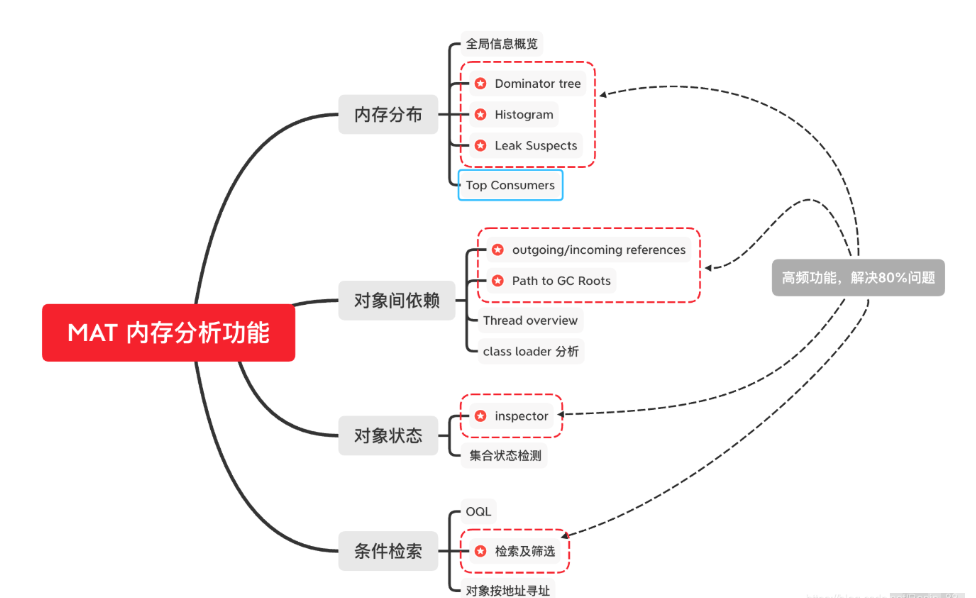 MAT 内存分析功能
内存分布
全局信息概览
Dominator tree
Histogram
Leak Suspects
Top Consumers
对象间依赖
outgoing/incoming references
Path to GC Roots
Thread overview
class loader 分析
对象状态
inspector
集合状态检测
条件检索
OQL
检索及筛选
对象按地址寻址
高频功能，解决80%问题